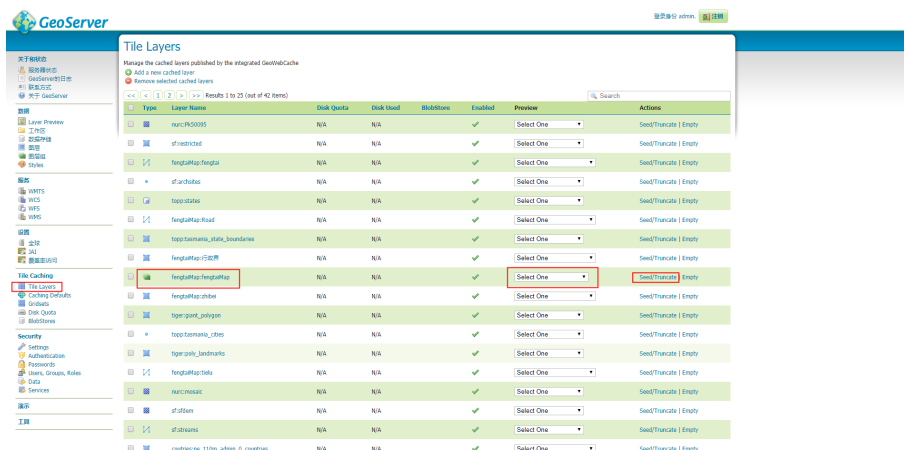 GeoServer
登录身份 admin.
注销
关于和状态
服务器状态
GeoServer的日志
联系方式
关于 GeoServer
数据
Layer Preview
工作区
数据存储
图层
图层组
Styles
服务
WMTS
WCS
WFS
WMS
设置
全球
JAI
覆盖率访问
Tile Caching
Tile Layers
Caching Defaults
Gridsets
Disk Quota
BlobStores
Security
Settings
Authentication
Passwords
Users, Groups, Roles
Data
Services
演示
工具
Tile Layers
Manage the cached layers published by the integrated GeoWebCache
Add a new cached layer
Remove selected cached layers
<< < 1 2 > >> Results 1 to 25 (out of 42 items) Search
Type Layer Name Disk Quota Disk Used BlobStore Enabled Preview Actions
nurc:Pk50095 N/A N/A Select One Seed/Truncate | Empty
sf:restricted N/A N/A Select One Seed/Truncate | Empty
fengtaiMap:fengtai N/A N/A Select One Seed/Truncate | Empty
sf:archsites N/A N/A Select One Seed/Truncate | Empty
topp:states N/A N/A Select One Seed/Truncate | Empty
fengtaiMap:Road N/A N/A Select One Seed/Truncate | Empty
topp:tasmania_state_boundaries N/A N/A Select One Seed/Truncate | Empty
fengtaiMap:行政界 N/A N/A Select One Seed/Truncate | Empty
fengtaiMap:fengtaiMap N/A N/A Select One Seed/Truncate | Empty
fengtaiMap:zhibei N/A N/A Select One Seed/Truncate | Empty
tiger:giant_polygon N/A N/A Select One Seed/Truncate | Empty
topp:tasmania_cities N/A N/A Select One Seed/Truncate | Empty
tiger:poly_landmarks N/A N/A Select One Seed/Truncate | Empty
fengtaiMap:tielu N/A N/A Select One Seed/Truncate | Empty
nurc:mosaic N/A N/A Select One Seed/Truncate | Empty
sf:sfdem N/A N/A Select One Seed/Truncate | Empty
sf:streams N/A N/A Select One Seed/Truncate | Empty
countries:ne_110m_admin_0_countries N/A N/A Select One Seed/Truncate | Empty